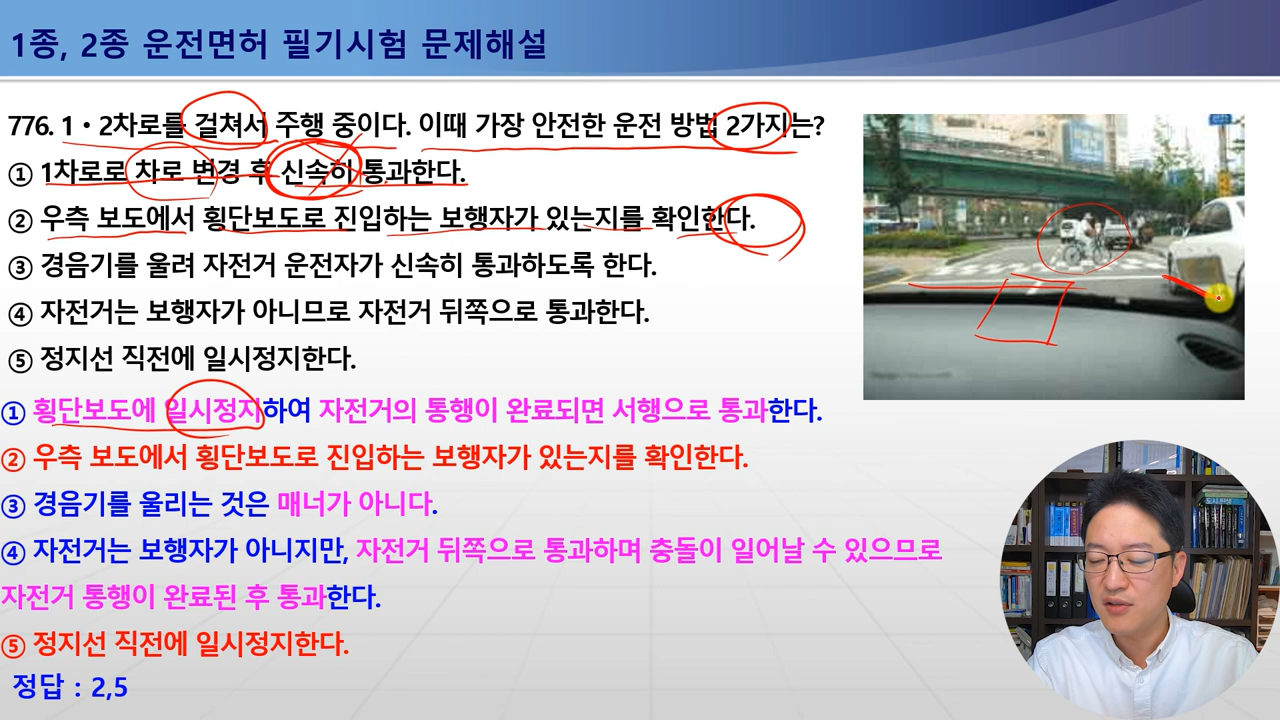 1종, 2종 운전면허 필기시험 문제해설
776. 1・2차로를 걸쳐서 주행 중이다. 이때 가장 안전한 운전 방법 2가지는?
① 1차로로 차로 변경 후 신속히 통과한다.
② 우측 보도에서 횡단보도로 진입하는 보행자가 있는지를 확인한다.
③ 경음기를 울려 자전거 운전자가 신속히 통과하도록 한다.
④ 자전거는 보행자가 아니므로 자전거 뒤쪽으로 통과한다.
⑤ 정지선 직전에 일시정지한다.
① 횡단보도에 일시정지하여 자전거의 통행이 완료되면 서행으로 통과한다.
② 우측 보도에서 횡단보도로 진입하는 보행자가 있는지를 확인한다.
③ 경음기를 울리는 것은 매너가 아니다.
④ 자전거는 보행자가 아니지만, 자전거 뒤쪽으로 통과하며 충돌이 일어날 수 있으므로
자전거 통행이 완료된 후 통과한다.
⑤ 정지선 직전에 일시정지한다.
정답 : 2,5